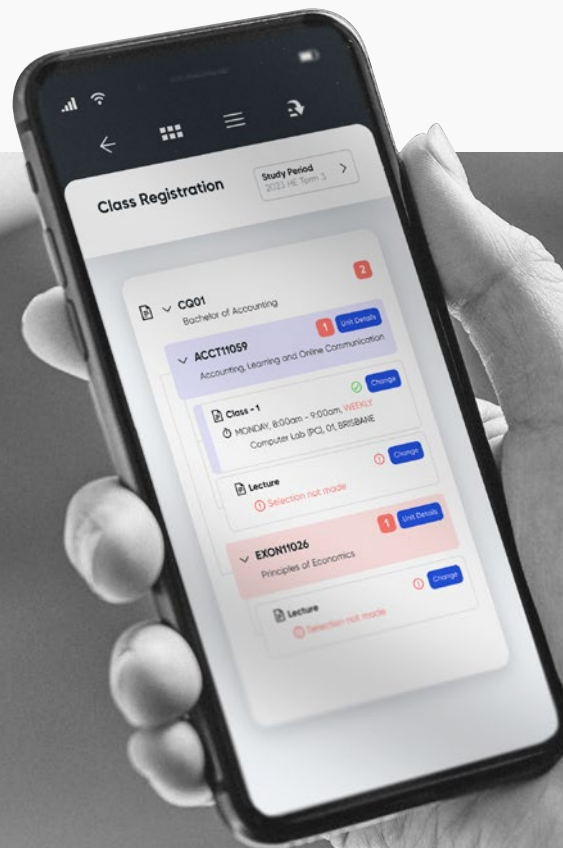 Class Registration
Study Period
2023 HE Term 3
CQ01
2
Bachelor of Accounting
ACCT11059
1
Unit Details
Accounting, Learning and Online Communication
Class - 1
Change
MONDAY, 8:00am - 9:00am, WEEKLY
Computer Lab [PC], 01, BRISBANE
Lecture
Change
Selection not made
EXON11026
1
Unit Details
Principles of Economics
Lecture
Change
Selection not made